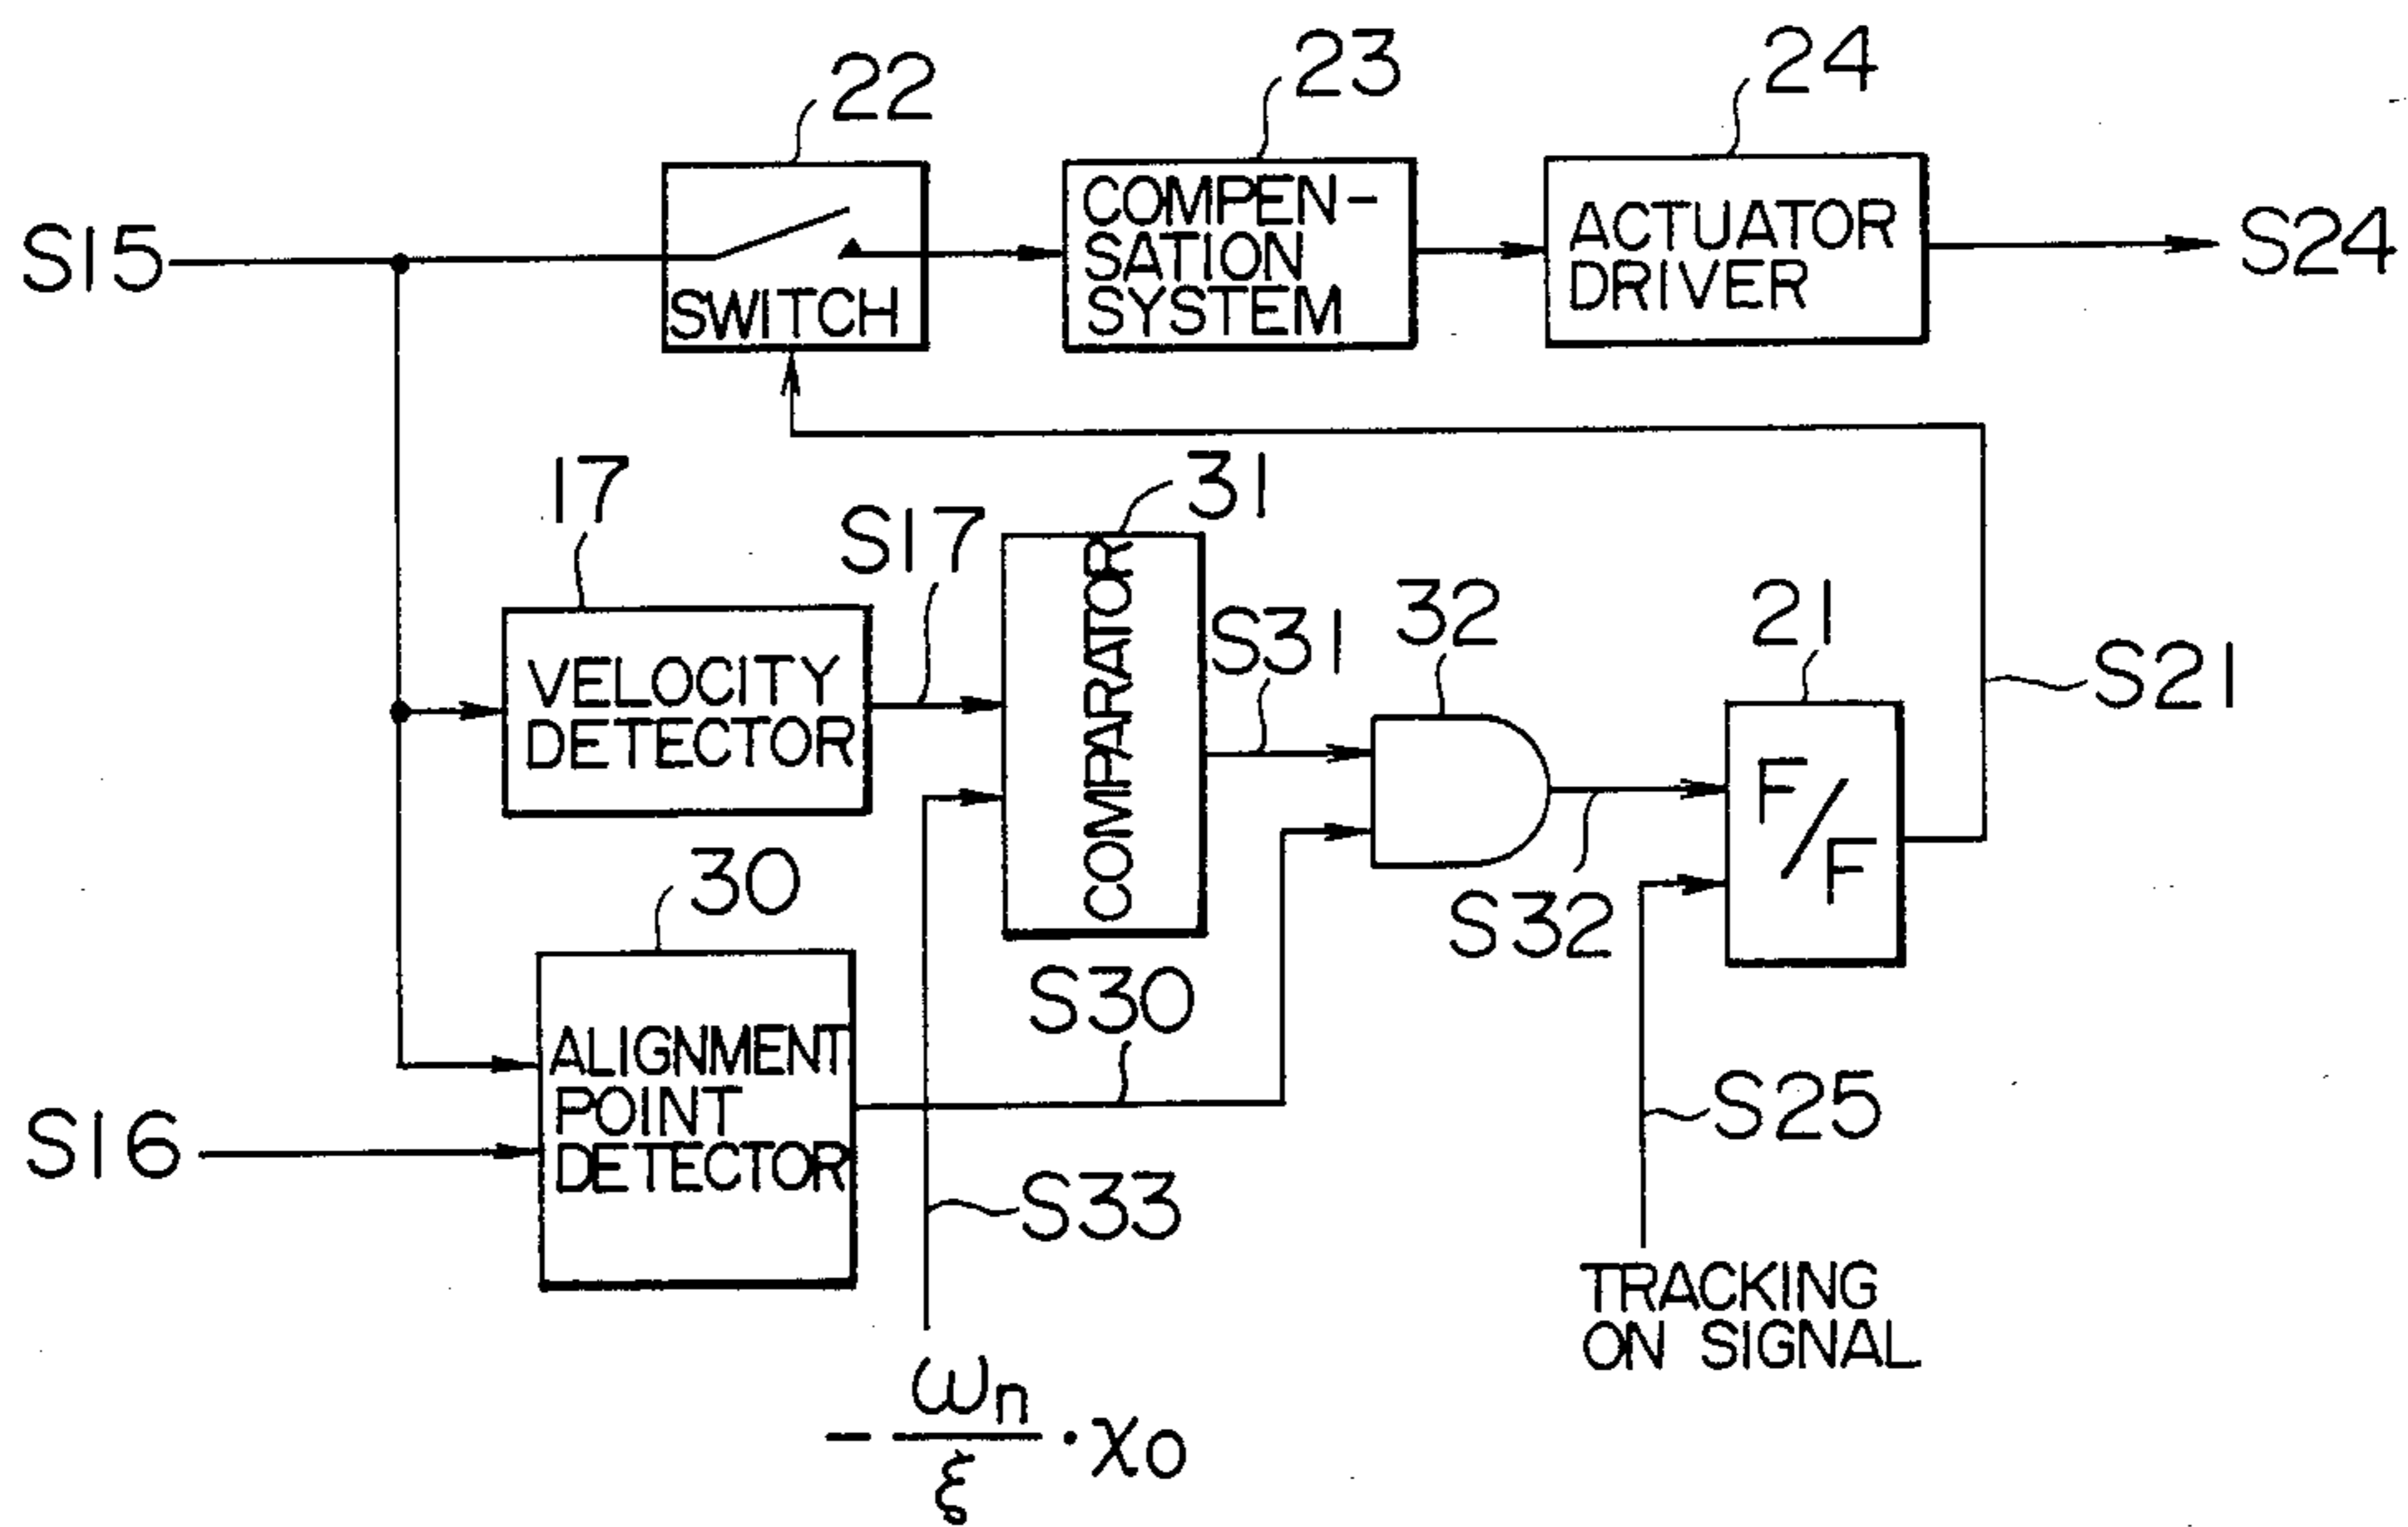 22
23
24
S15
SWITCH
COMPEN-
SATION
SYSTEM
ACTUATOR
DRIVER
S24
17
S17
31
VELOCITY
DETECTOR
COMPARATOR
S31
32
21
S21
F/F
S32
30
ALIGNMENT
POINT
DETECTOR
S30
S16
S33
S25
TRACKING
ON SIGNAL
- ωn/ξ · χ0